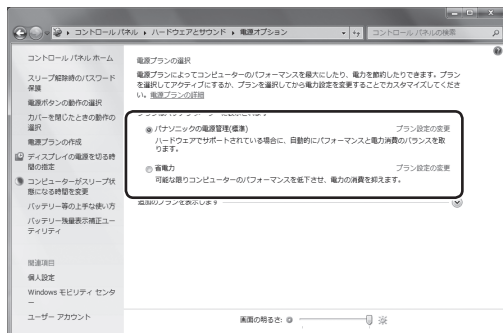 コントロール パネル ▸ ハードウェアとサウンド ▸ 電源オプション
コントロール パネルの検索
コントロール パネル ホーム
スリープ解除時のパスワード
保護
電源ボタンの動作の選択
カバーを閉じたときの動作の
選択
電源プランの作成
ディスプレイの電源を切る時
間の指定
コンピューターがスリープ状
態になる時間を変更
バッテリー等の上手な使い方
バッテリー残量表示補正ユー
ティリティ
関連項目
個人設定
Windows モビリティ センタ
ー
ユーザー アカウント
電源プランの選択
電源プランによってコンピューターのパフォーマンスを最大にしたり、電力を節約したりできます。プラン
を選択してアクティブにするか、プランを選択してから電力設定を変更することでカスタマイズしてくださ
い。電源プランの詳細
パナソニックの電源管理(標準) プラン設定の変更
ハードウェアでサポートされている場合に、自動的にパフォーマンスと電力消費のバランスを取
ります。
省電力 プラン設定の変更
可能な限りコンピューターのパフォーマンスを低下させ、電力の消費を抑えます。
追加のプランを表示します
画面の明るさ: